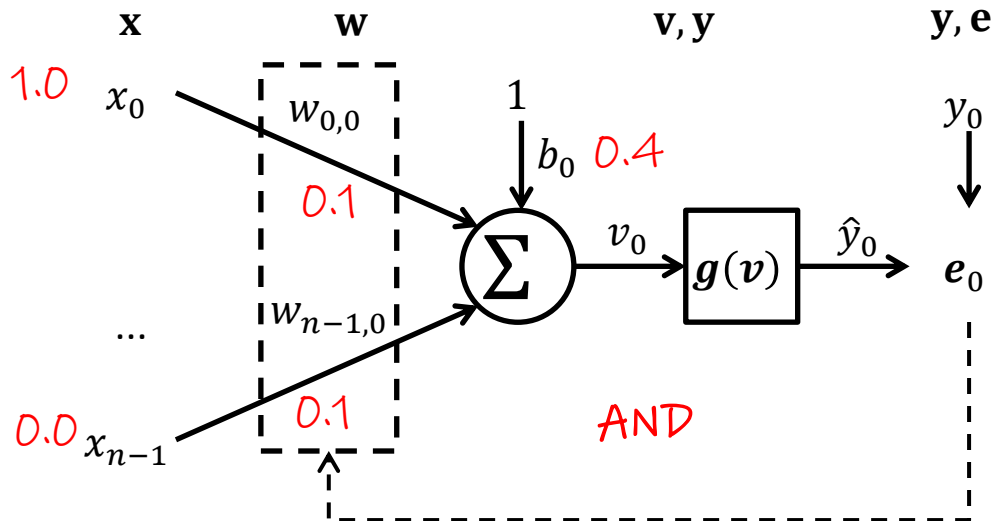 x w v, y y, e
1.0 x₀ w₀,₀ 1 y₀
0.1 b₀ 0.4
Σ v₀ g(v) ŷ₀ e₀
... wₙ₋₁,₀
0.0 xₙ₋₁ 0.1 AND